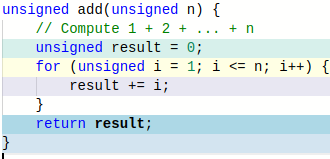 unsigned add(unsigned n) {
    // Compute 1 + 2 + ... + n
    unsigned result = 0;
    for (unsigned i = 1; i <= n; i++) {
        result += i;
    }
    return result;
}